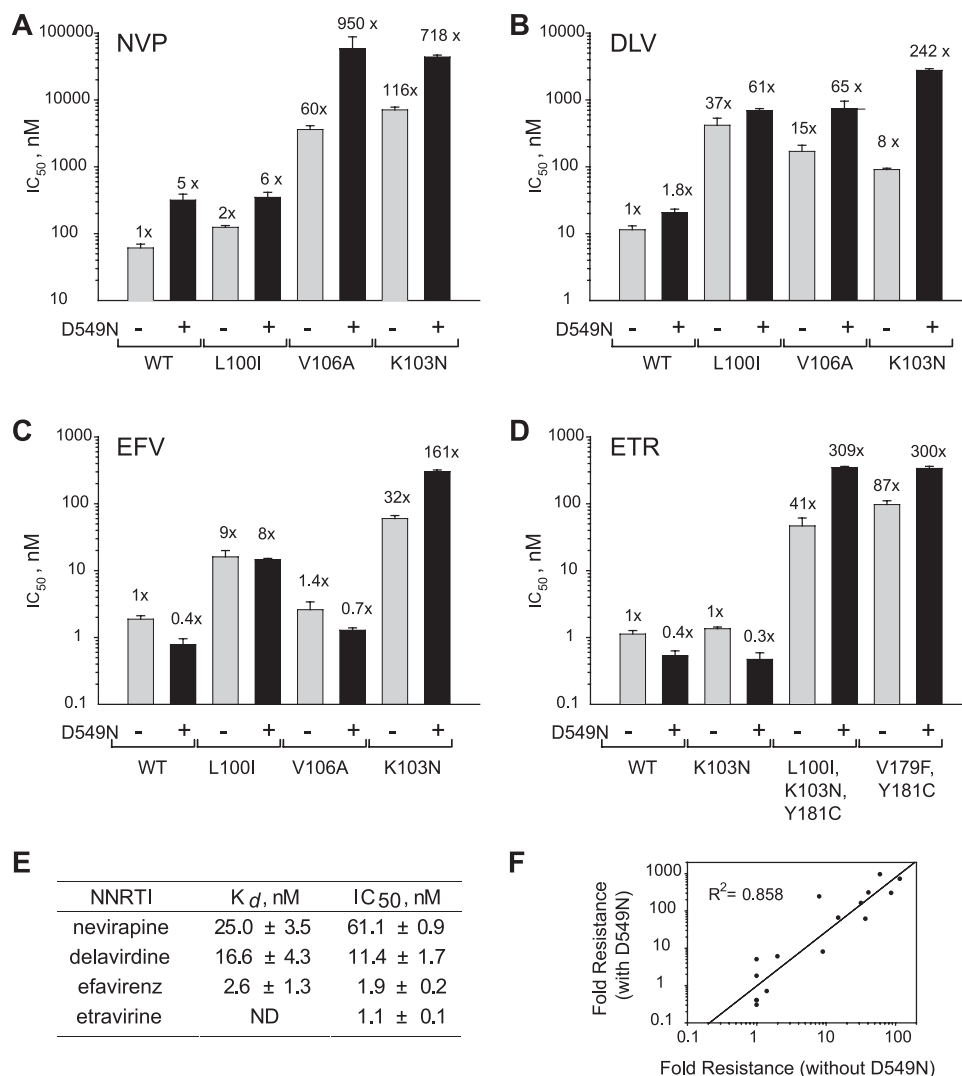 A
NVP
100000
10000
1000
100
10
IC50, nM
1x
5 x
2x
6 x
60x
950 x
116x
718 x
D549N - + - + - + - +
WT L100I V106A K103N
B
DLV
10000
1000
100
10
1
IC50, nM
1x
1.8x
37x
61x
15x
65 x
8 x
242 x
D549N - + - + - + - +
WT L100I V106A K103N
C
EFV
1000
100
10
1
0.1
IC50, nM
1x
0.4x
9x
8x
1.4x
0.7x
32x
161x
D549N - + - + - + - +
WT L100I V106A K103N
D
ETR
1000
100
10
1
0.1
IC50, nM
1x
0.4x
1x
0.3x
41x
309x
87x
300x
D549N - + - + - + - +
WT K103N L100I, V179F,
K103N, Y181C
Y181C
E
NNRTI Kd, nM IC50, nM
nevirapine 25.0 ± 3.5 61.1 ± 0.9
delavirdine 16.6 ± 4.3 11.4 ± 1.7
efavirenz 2.6 ± 1.3 1.9 ± 0.2
etravirine ND 1.1 ± 0.1
F
R2= 0.858
Fold Resistance
(with D549N)
1000
100
10
1
0.1
0.1 1 10 100
Fold Resistance (without D549N)